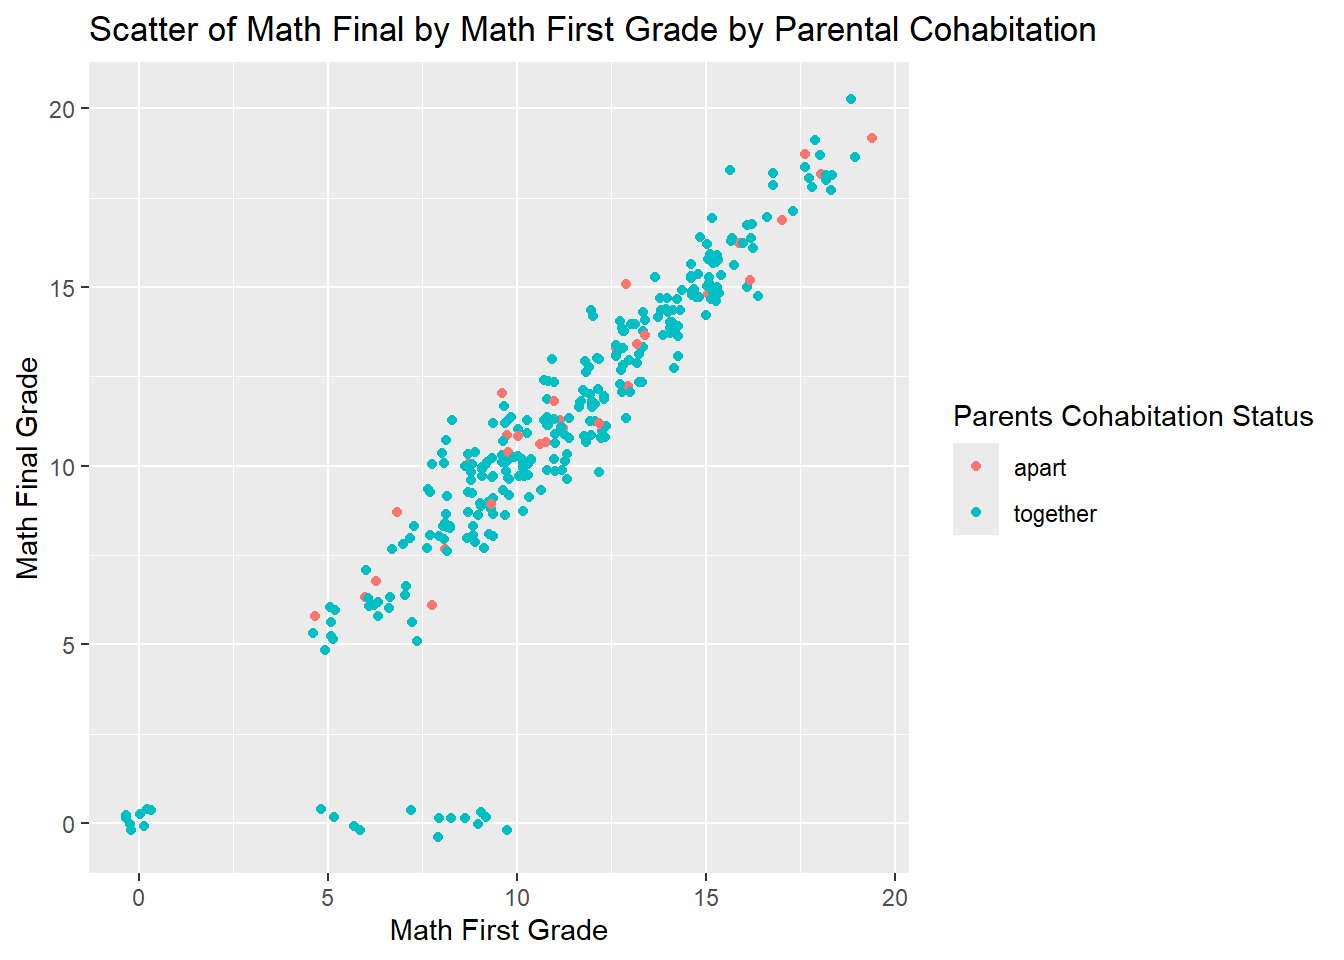 Scatter of Math Final by Math First Grade by Parental Cohabitation
20
15
10
5
0
Math Final Grade
0 5 10 15 20
Math First Grade
Parents Cohabitation Status
apart
together